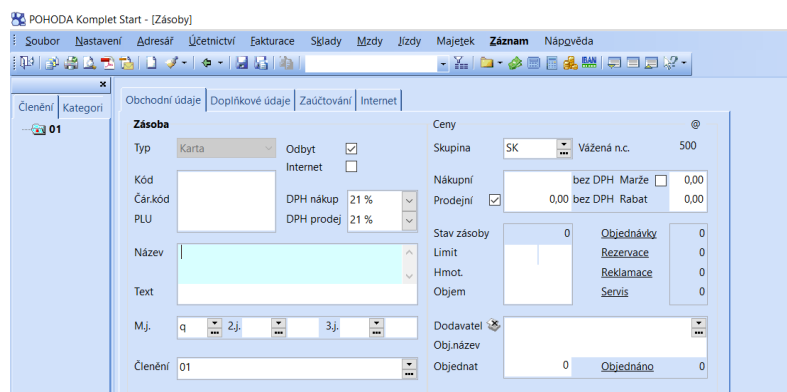 POHODA Komplet Start - [Zásoby]
Soubor Nastavení Adresář Účetnictví Fakturace Sklady Mzdy Jízdy Majetek Záznam Nápověda
IBAN
Členění Kategori
01
Obchodní údaje Doplňkové údaje Zaúčtování Internet
Zásoba Ceny @
Typ Karta Odbyt Skupina SK Vážená n.c. 500
Internet
Kód Nákupní bez DPH Marže 0,00
Čár.kód DPH nákup 21 % Prodejní 0,00 bez DPH Rabat 0,00
PLU DPH prodej 21 %
Stav zásoby 0 Objednávky 0
Název Limit Rezervace 0
Hmot. Reklamace 0
Text Objem Servis 0
M.j. q 2.j. 3.j. Dodavatel
Obj.název
Členění 01 Objednat 0 Objednáno 0